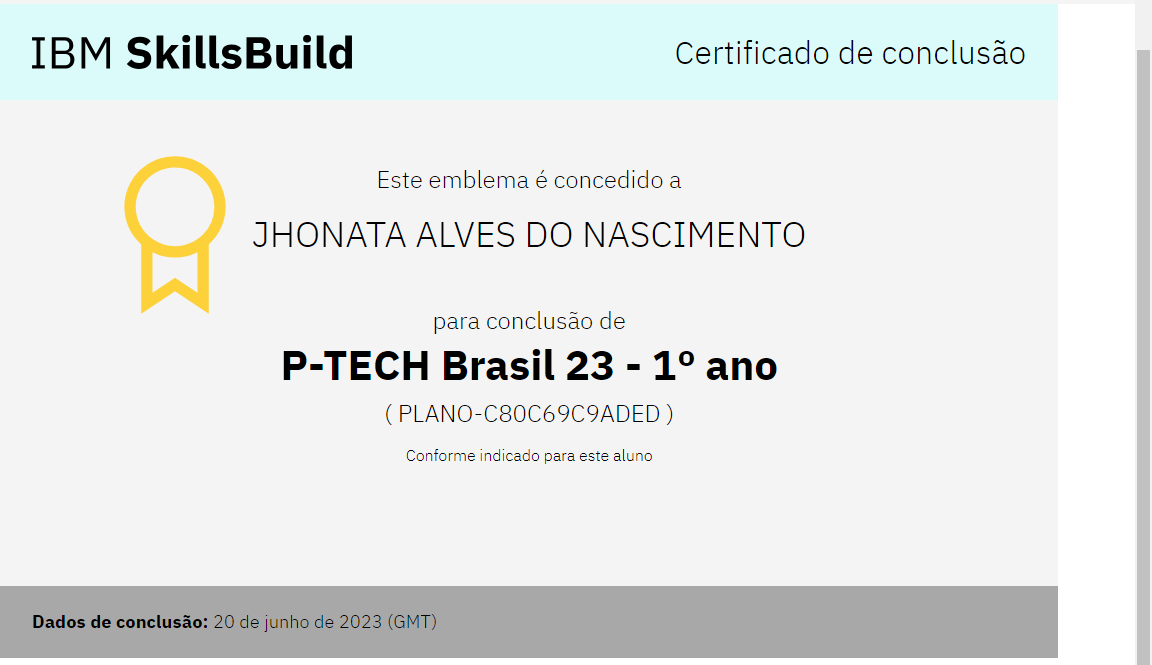 IBM SkillsBuild
Certificado de conclusão
Este emblema é concedido a
JHONATA ALVES DO NASCIMENTO
para conclusão de
P-TECH Brasil 23 - 1º ano
( PLANO-C80C69C9ADED )
Conforme indicado para este aluno
Dados de conclusão: 20 de junho de 2023 (GMT)